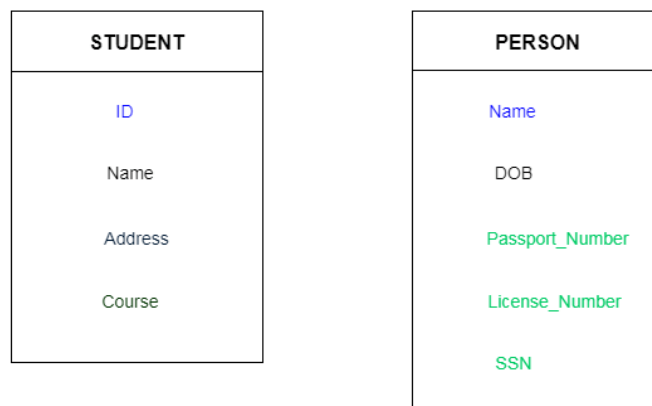 STUDENT
ID
Name
Address
Course
PERSON
Name
DOB
Passport_Number
License_Number
SSN